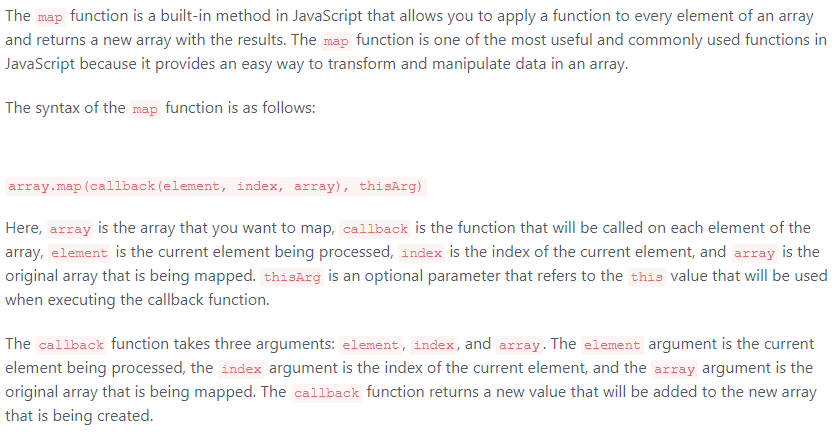 The map function is a built-in method in JavaScript that allows you to apply a function to every element of an array
and returns a new array with the results. The map function is one of the most useful and commonly used functions in
JavaScript because it provides an easy way to transform and manipulate data in an array.
The syntax of the map function is as follows:
array.map(callback(element, index, array), thisArg)
Here, array is the array that you want to map, callback is the function that will be called on each element of the
array, element is the current element being processed, index is the index of the current element, and array is the
original array that is being mapped. thisArg is an optional parameter that refers to the this value that will be used
when executing the callback function.
The callback function takes three arguments: element, index, and array. The element argument is the current
element being processed, the index argument is the index of the current element, and the array argument is the
original array that is being mapped. The callback function returns a new value that will be added to the new array
that is being created.